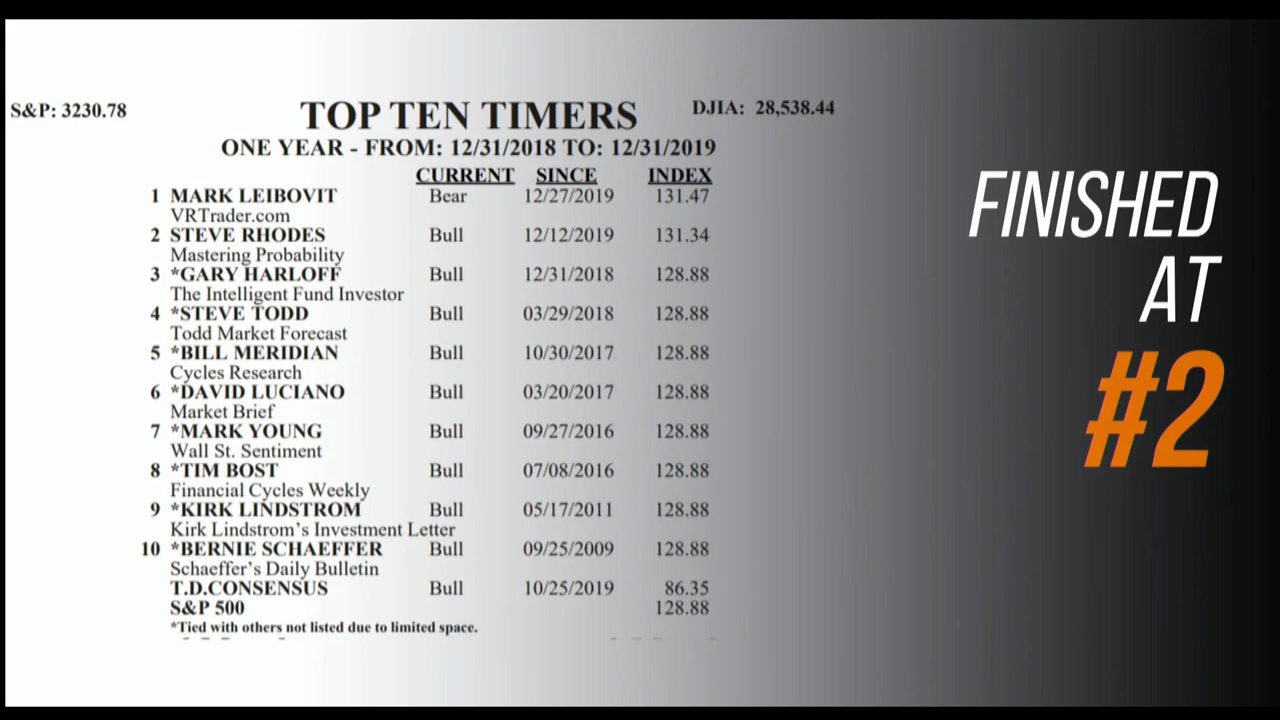 S&P: 3230.78
TOP TEN TIMERS
DJIA: 28,538.44
ONE YEAR - FROM: 12/31/2018 TO: 12/31/2019
CURRENT SINCE INDEX
1 MARK LEIBOVIT Bear 12/27/2019 131.47
VRTrader.com
2 STEVE RHODES Bull 12/12/2019 131.34
Mastering Probability
3 *GARY HARLOFF Bull 12/31/2018 128.88
The Intelligent Fund Investor
4 *STEVE TODD Bull 03/29/2018 128.88
Todd Market Forecast
5 *BILL MERIDIAN Bull 10/30/2017 128.88
Cycles Research
6 *DAVID LUCIANO Bull 03/20/2017 128.88
Market Brief
7 *MARK YOUNG Bull 09/27/2016 128.88
Wall St. Sentiment
8 *TIM BOST Bull 07/08/2016 128.88
Financial Cycles Weekly
9 *KIRK LINDSTROM Bull 05/17/2011 128.88
Kirk Lindstrom's Investment Letter
10 *BERNIE SCHAEFFER Bull 09/25/2009 128.88
Schaeffer's Daily Bulletin
T.D.CONSENSUS Bull 10/25/2019 86.35
S&P 500 128.88
*Tied with others not listed due to limited space.
FINISHED
AT
#2